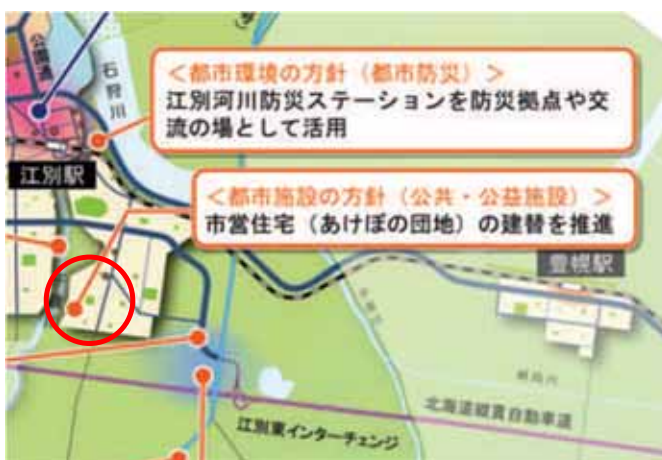 公園通
石狩川
＜都市環境の方針（都市防災）＞
江別河川防災ステーションを防災拠点や交
流の場として活用
江別駅
＜都市施設の方針（公共・公益施設）＞
市営住宅（あけぼの団地）の建替を推進
豊幌駅
北海道縦貫自動車道
江別東インターチェンジ